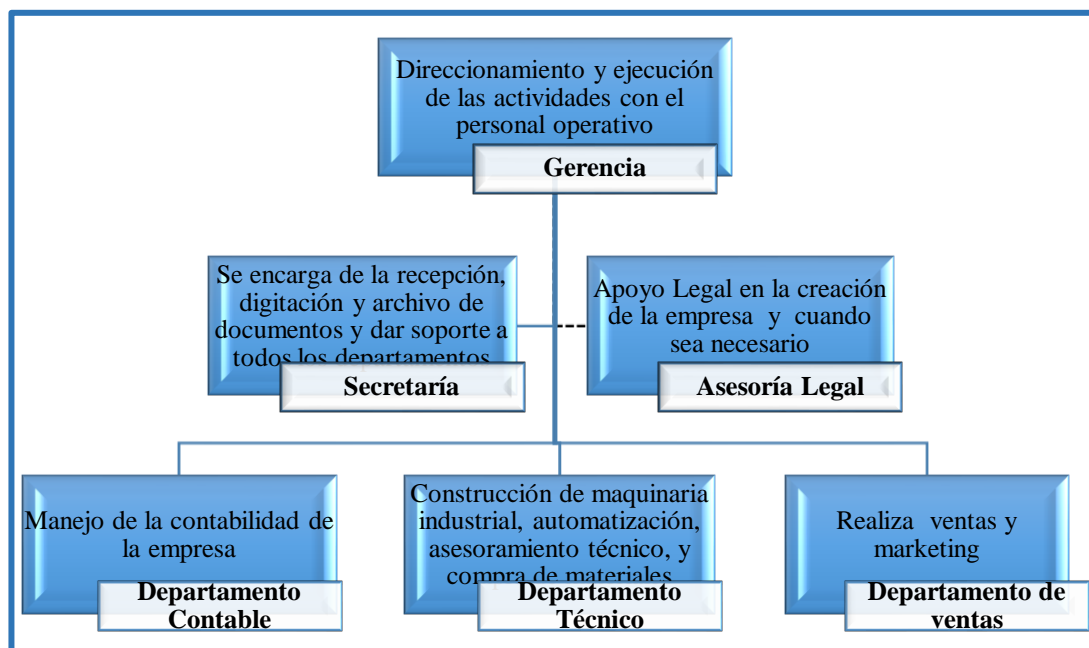 Direccionamiento y ejecución
de las actividades con el
personal operativo
Gerencia
Se encarga de la recepción,
digitación y archivo de
documentos y dar soporte a
todos los departamentos
Secretaría
Apoyo Legal en la creación
de la empresa y cuando
sea necesario
Asesoría Legal
Manejo de la contabilidad de
la empresa
Departamento
Contable
Construcción de maquinaria
industrial, automatización,
asesoramiento técnico, y
compra de materiales
Departamento
Técnico
Realiza ventas y
marketing
Departamento de
ventas